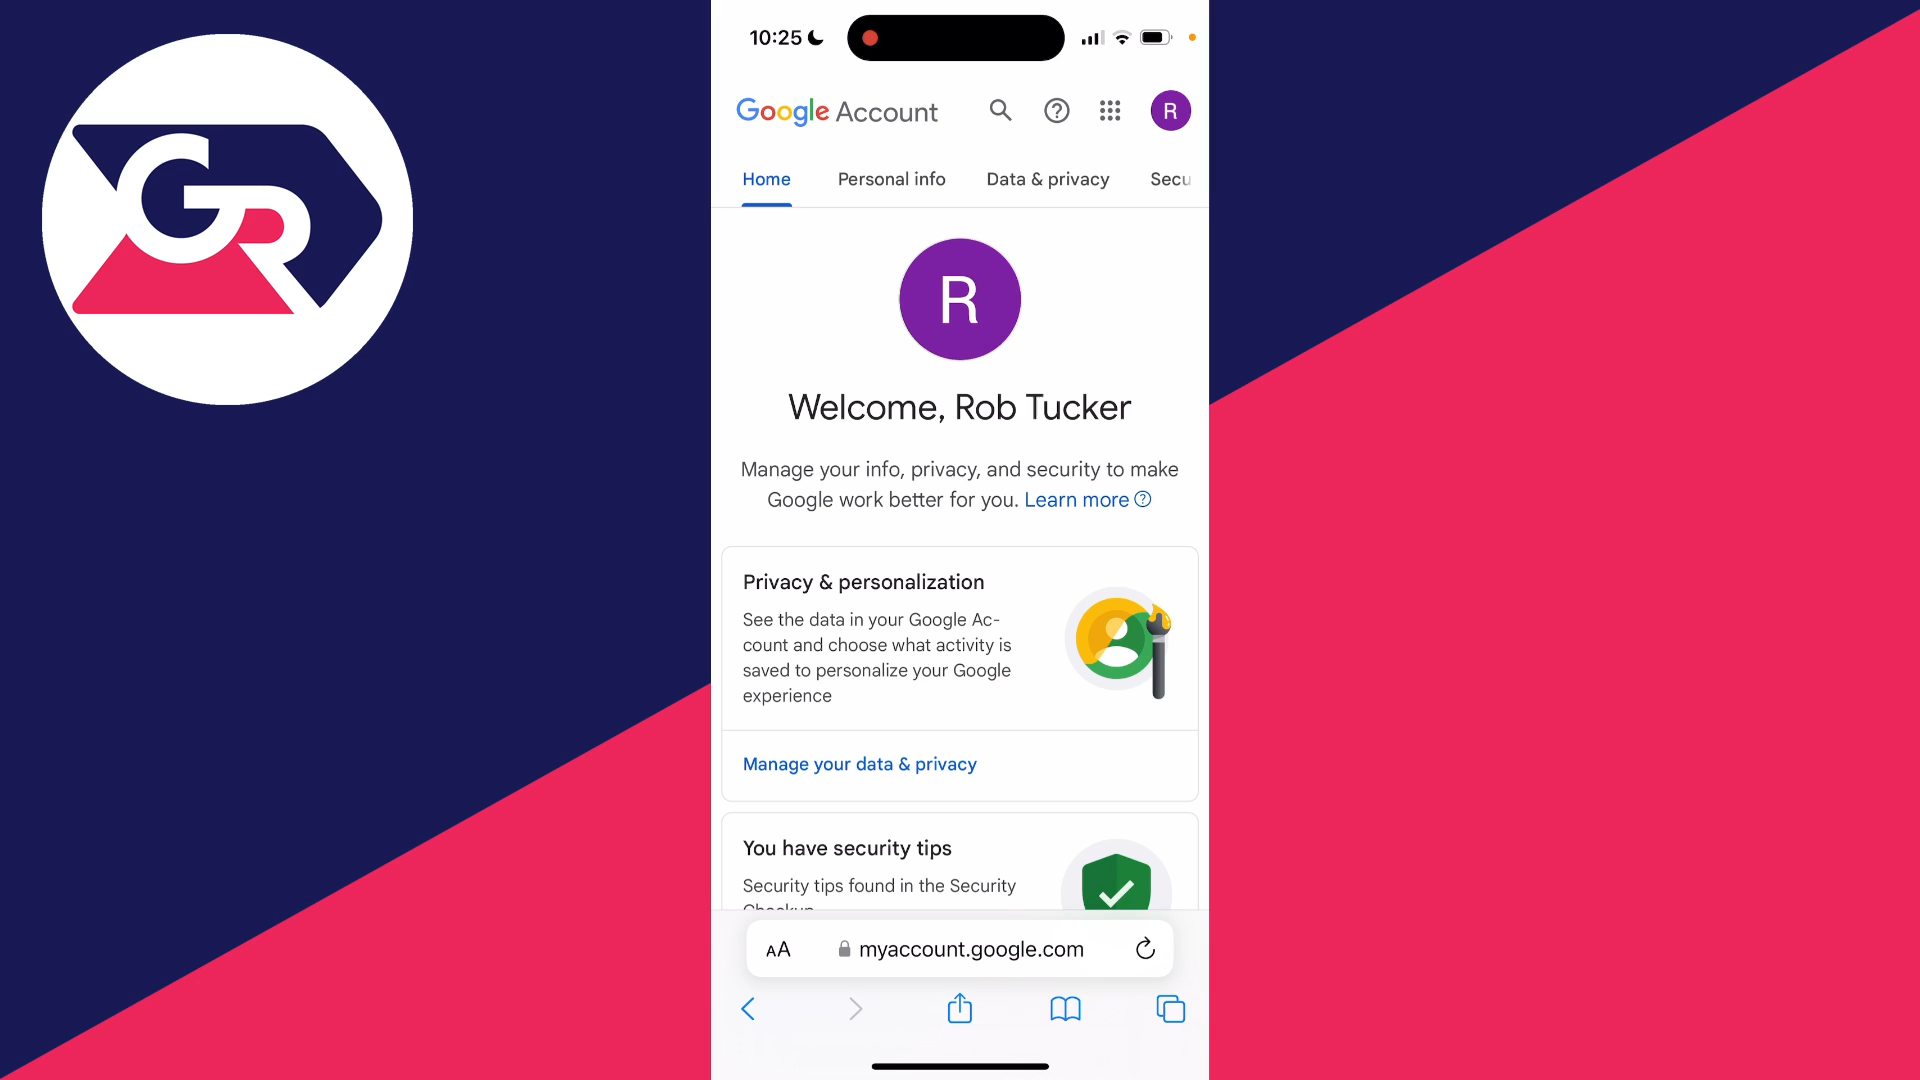 GR
10:25
Google Account
R
Home Personal info Data & privacy Secu
R
Welcome, Rob Tucker
Manage your info, privacy, and security to make
Google work better for you. Learn more
Privacy & personalization
See the data in your Google Ac-
count and choose what activity is
saved to personalize your Google
experience
Manage your data & privacy
You have security tips
Security tips found in the Security
Checkup
AA myaccount.google.com